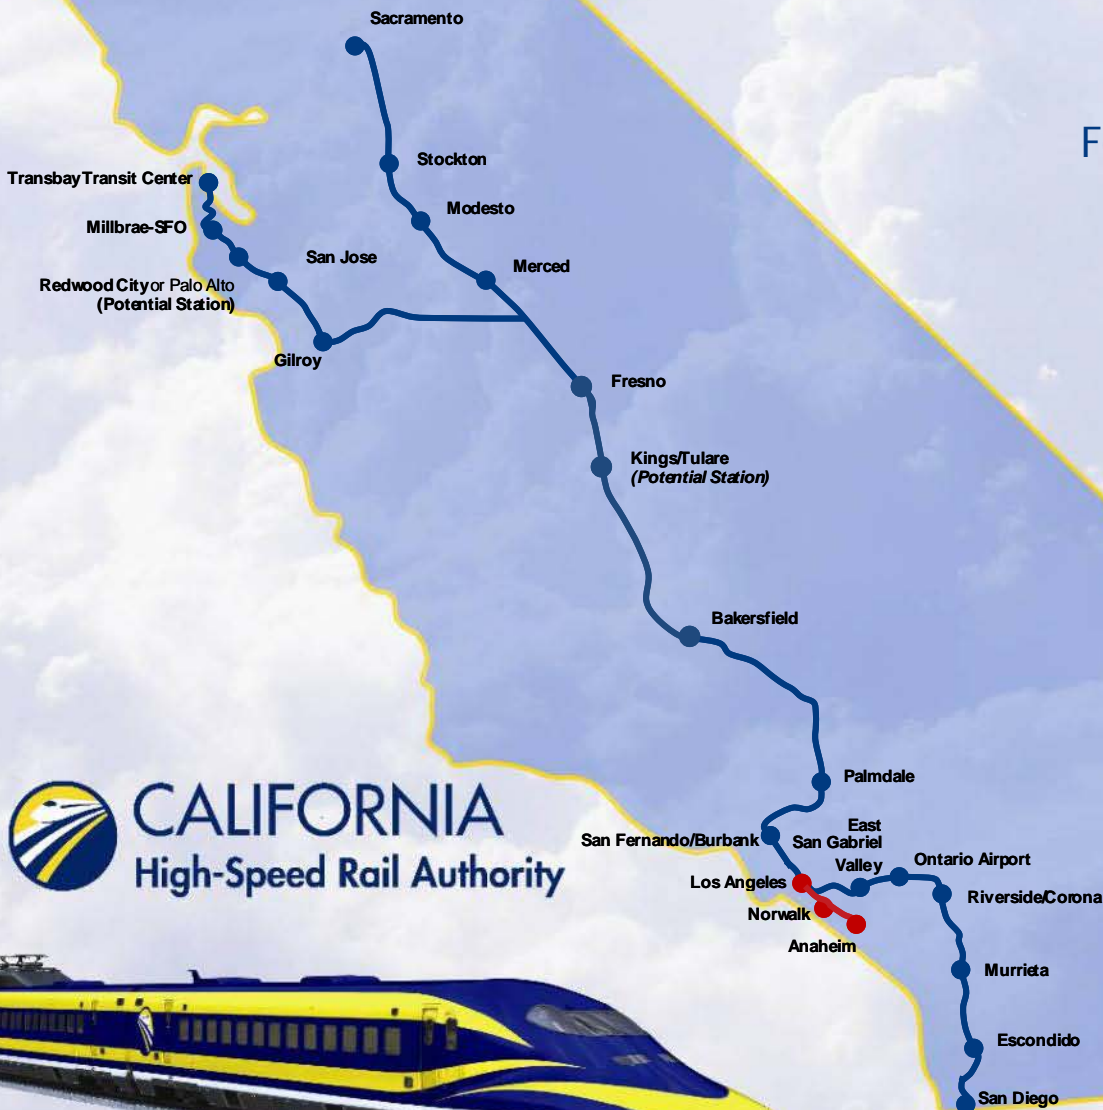 Sacramento
F
Stockton
Transbay Transit Center
Modesto
Millbrae-SFO
San Jose
Merced
Redwood City or Palo Alto
(Potential Station)
Gilroy
Fresno
Kings/Tulare
(Potential Station)
Bakersfield
Palmdale
CALIFORNIA
High-Speed Rail Authority
San Fernando/Burbank
East
San Gabriel
Valley
Ontario Airport
Los Angeles
Riverside/Corona
Norwalk
Anaheim
Murrieta
Escondido
San Diego